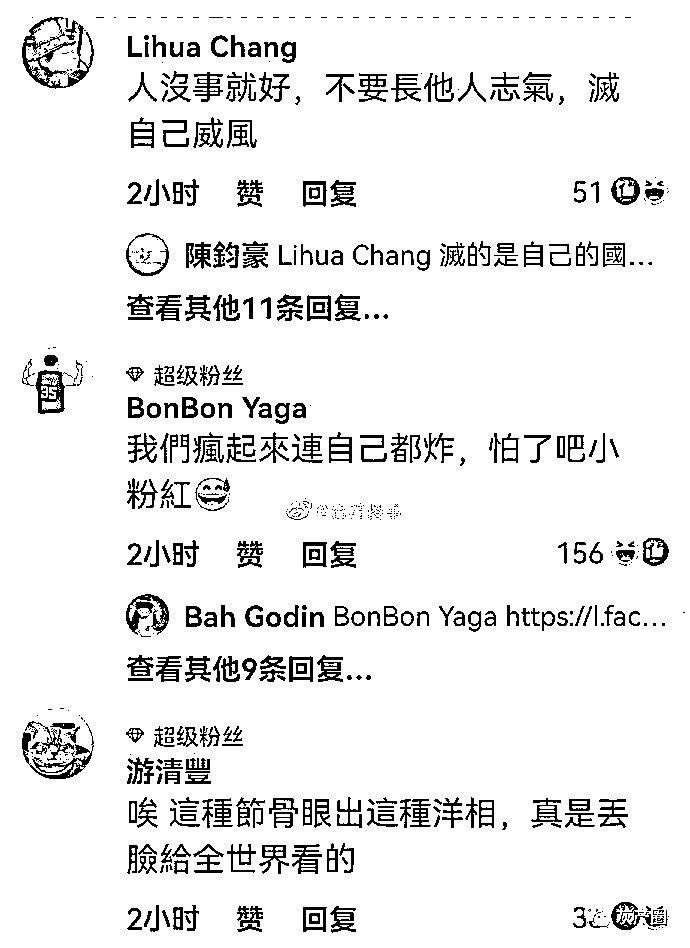 Lihua Chang
人沒事就好，不要長他人志氣，滅
自己威風
2小时 赞 回复 51
陳鈞豪 Lihua Chang 滅的是自己的國...
查看其他11条回复...
超级粉丝
BonBon Yaga
我們瘋起來連自己都炸，怕了吧小
粉紅
2小时 赞 回复 156
Bah Godin BonBon Yaga https://l.fac...
查看其他9条回复...
超级粉丝
游清豐
唉 這種節骨眼出這種洋相，真是丟
臉給全世界看的
2小时 赞 回复